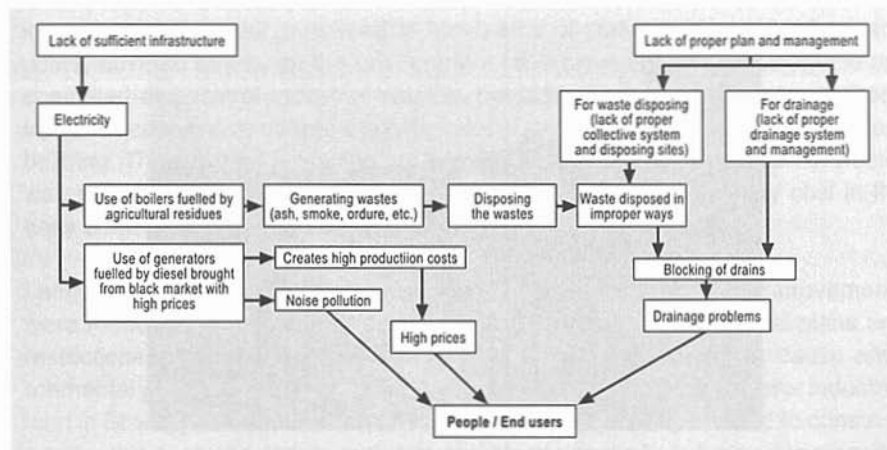 Lack of sufficient infrastructure
Lack of proper plan and management
For waste disposing
(lack of proper
collective system
and disposing sites)
For drainage
(lack of proper
drainage system
and management)
Electricity
Use of boilers fuelled by
agricultural residues
Generating wastes
(ash, smoke, ordure, etc.)
Disposing
the wastes
Waste disposed in
improper ways
Use of generators
fuelled by diesel brought
from black market with
high prices
Creates high production costs
Noise pollution
High prices
Blocking of drains
Drainage problems
People / End users